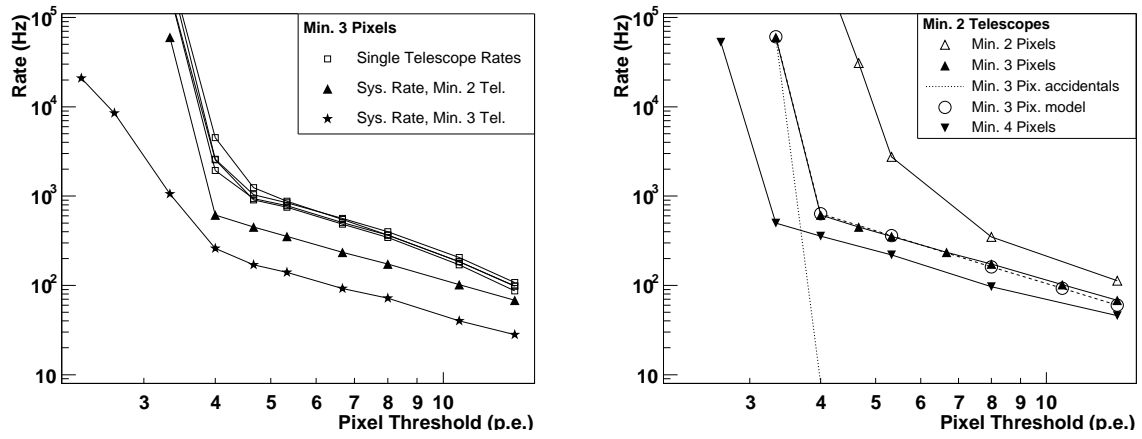 Rate (Hz)
10^5
10^4
10^3
10^2
10
3 4 5 6 7 8 9 10
Pixel Threshold (p.e.)
Min. 3 Pixels
Single Telescope Rates
Sys. Rate, Min. 2 Tel.
Sys. Rate, Min. 3 Tel.
Rate (Hz)
10^5
10^4
10^3
10^2
10
3 4 5 6 7 8 9 10
Pixel Threshold (p.e.)
Min. 2 Telescopes
Min. 2 Pixels
Min. 3 Pixels
Min. 3 Pix. accidentals
Min. 3 Pix. model
Min. 4 Pixels